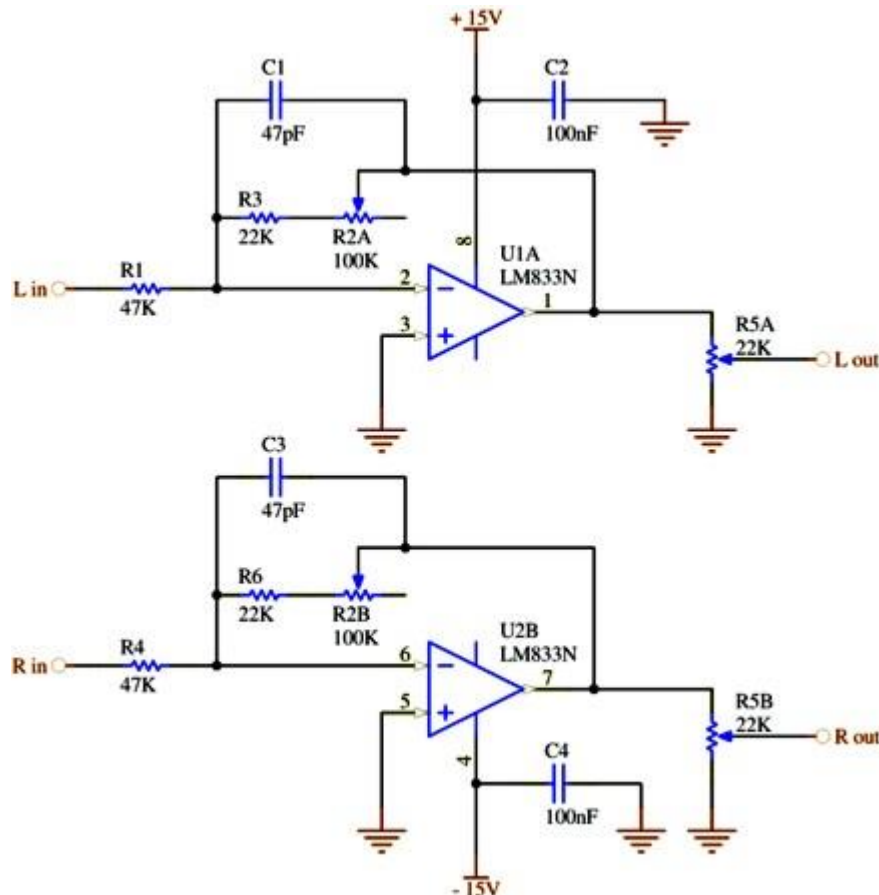 + 15V
C1
47pF
C2
100nF
R3
22K
R2A
100K
8
U1A
LM833N
L in
R1
47K
2
3
1
R5A
22K
L out
C3
47pF
R6
22K
R2B
100K
U2B
LM833N
R in
R4
47K
6
5
7
R5B
22K
R out
4
C4
100nF
- 15V